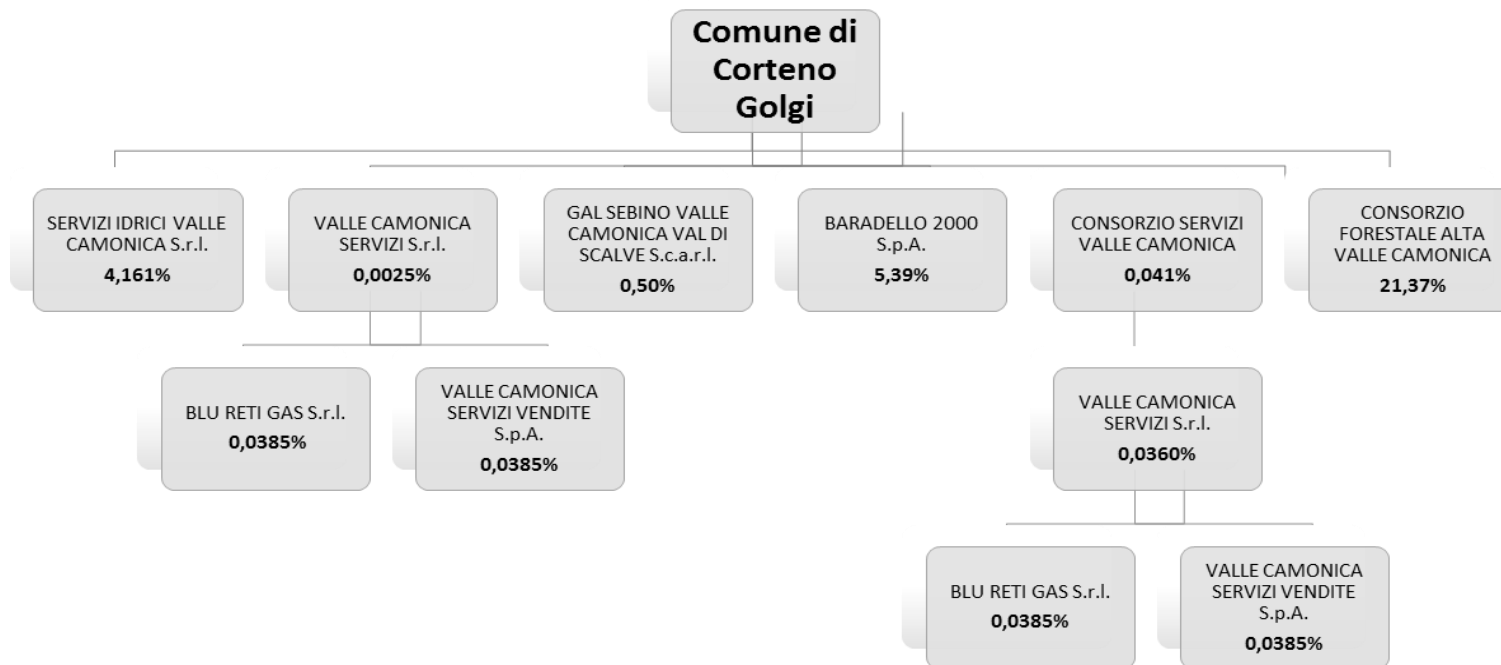 Comune di
Corteno
Golgi
SERVIZI IDRICI VALLE
CAMONICA S.r.l.
4,161%
VALLE CAMONICA
SERVIZI S.r.l.
0,0025%
GAL SEBINO VALLE
CAMONICA VAL DI
SCALVE S.c.a.r.l.
0,50%
BARADELLO 2000
S.p.A.
5,39%
CONSORZIO SERVIZI
VALLE CAMONICA
0,041%
CONSORZIO
FORESTALE ALTA
VALLE CAMONICA
21,37%
BLU RETI GAS S.r.l.
0,0385%
VALLE CAMONICA
SERVIZI VENDITE
S.p.A.
0,0385%
VALLE CAMONICA
SERVIZI S.r.l.
0,0360%
BLU RETI GAS S.r.l.
0,0385%
VALLE CAMONICA
SERVIZI VENDITE
S.p.A.
0,0385%